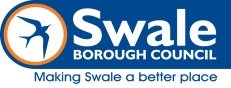 Swale
BOROUGH COUNCIL
Making Swale a better place